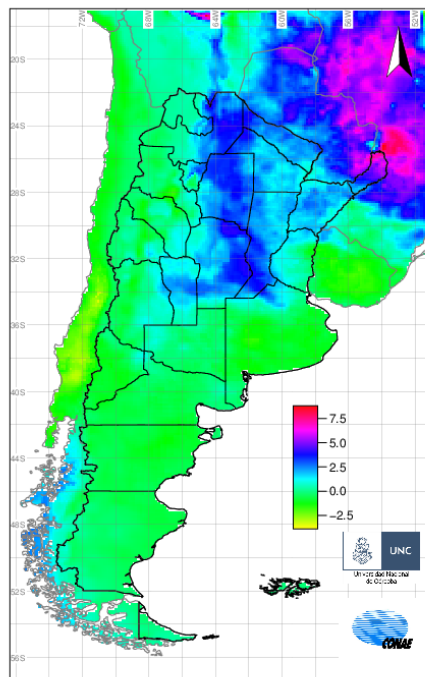 72W 68W 64W 60W 56W 52W
20S
24S
28S
32S
36S
40S
44S
48S
52S
56S
7.5
5.0
2.5
0.0
−2.5
UNC
Universidad Nacional
de Córdoba
CONAE